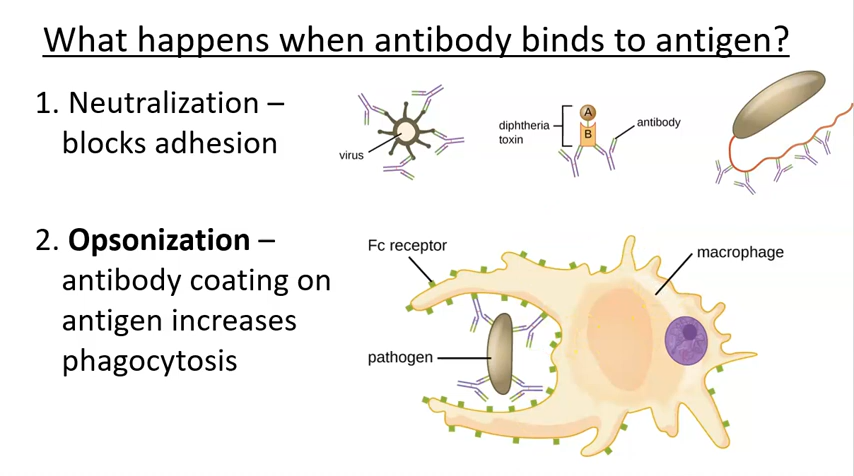 What happens when antibody binds to antigen?
1. Neutralization –
blocks adhesion
virus
diphtheria
toxin
A
B
antibody
2. Opsonization –
antibody coating on
antigen increases
phagocytosis
Fc receptor
macrophage
pathogen